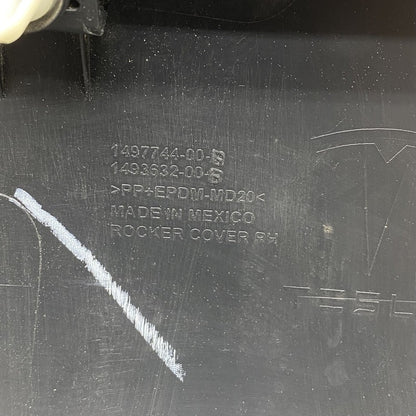 1497744-00-B
1493632-00-B
>PP+EPDM-MD20<
MADE IN MEXICO
ROCKER COVER RH